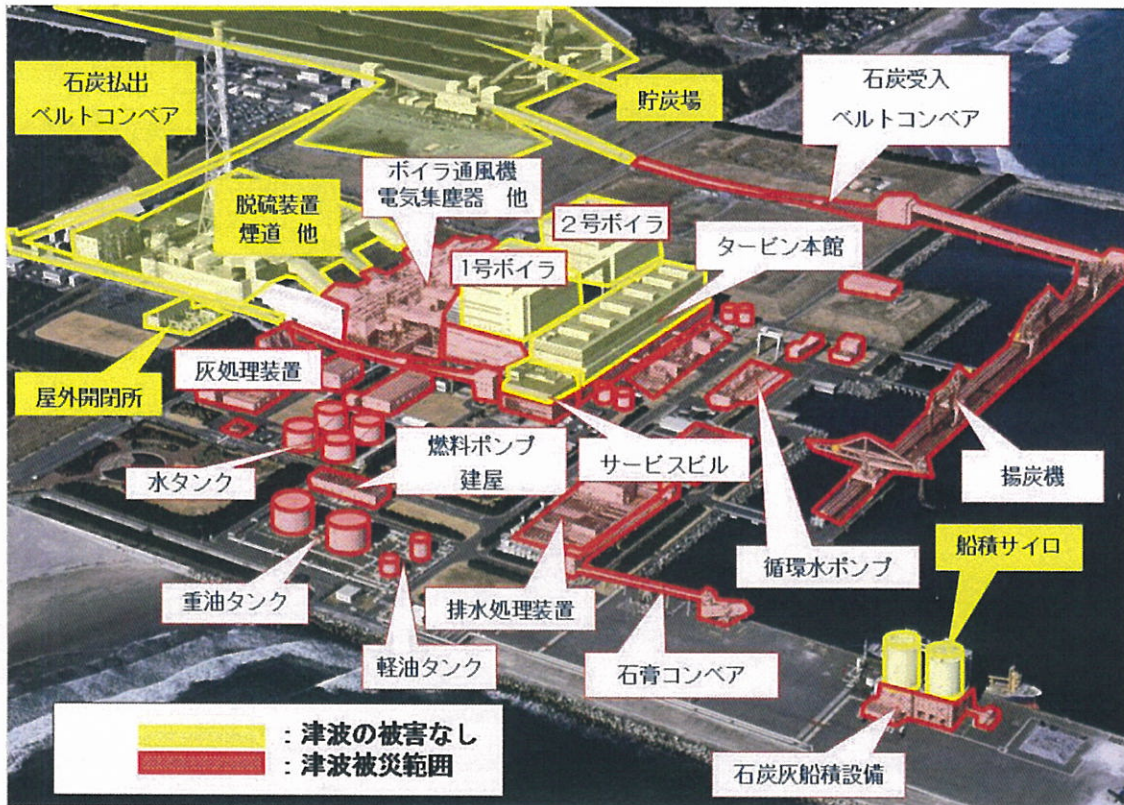 石炭払出
ベルトコンベア
貯炭場
石炭受入
ベルトコンベア
ボイラ通風機
電気集塵器 他
脱硫装置
煙道 他
2号ボイラ
1号ボイラ
タービン本館
灰処理装置
屋外開閉所
燃料ポンプ
建屋
サービスビル
水タンク
揚炭機
船積サイロ
循環水ポンプ
重油タンク
排水処理装置
軽油タンク
石膏コンベア
石炭灰船積設備
:津波の被害なし
:津波被災範囲